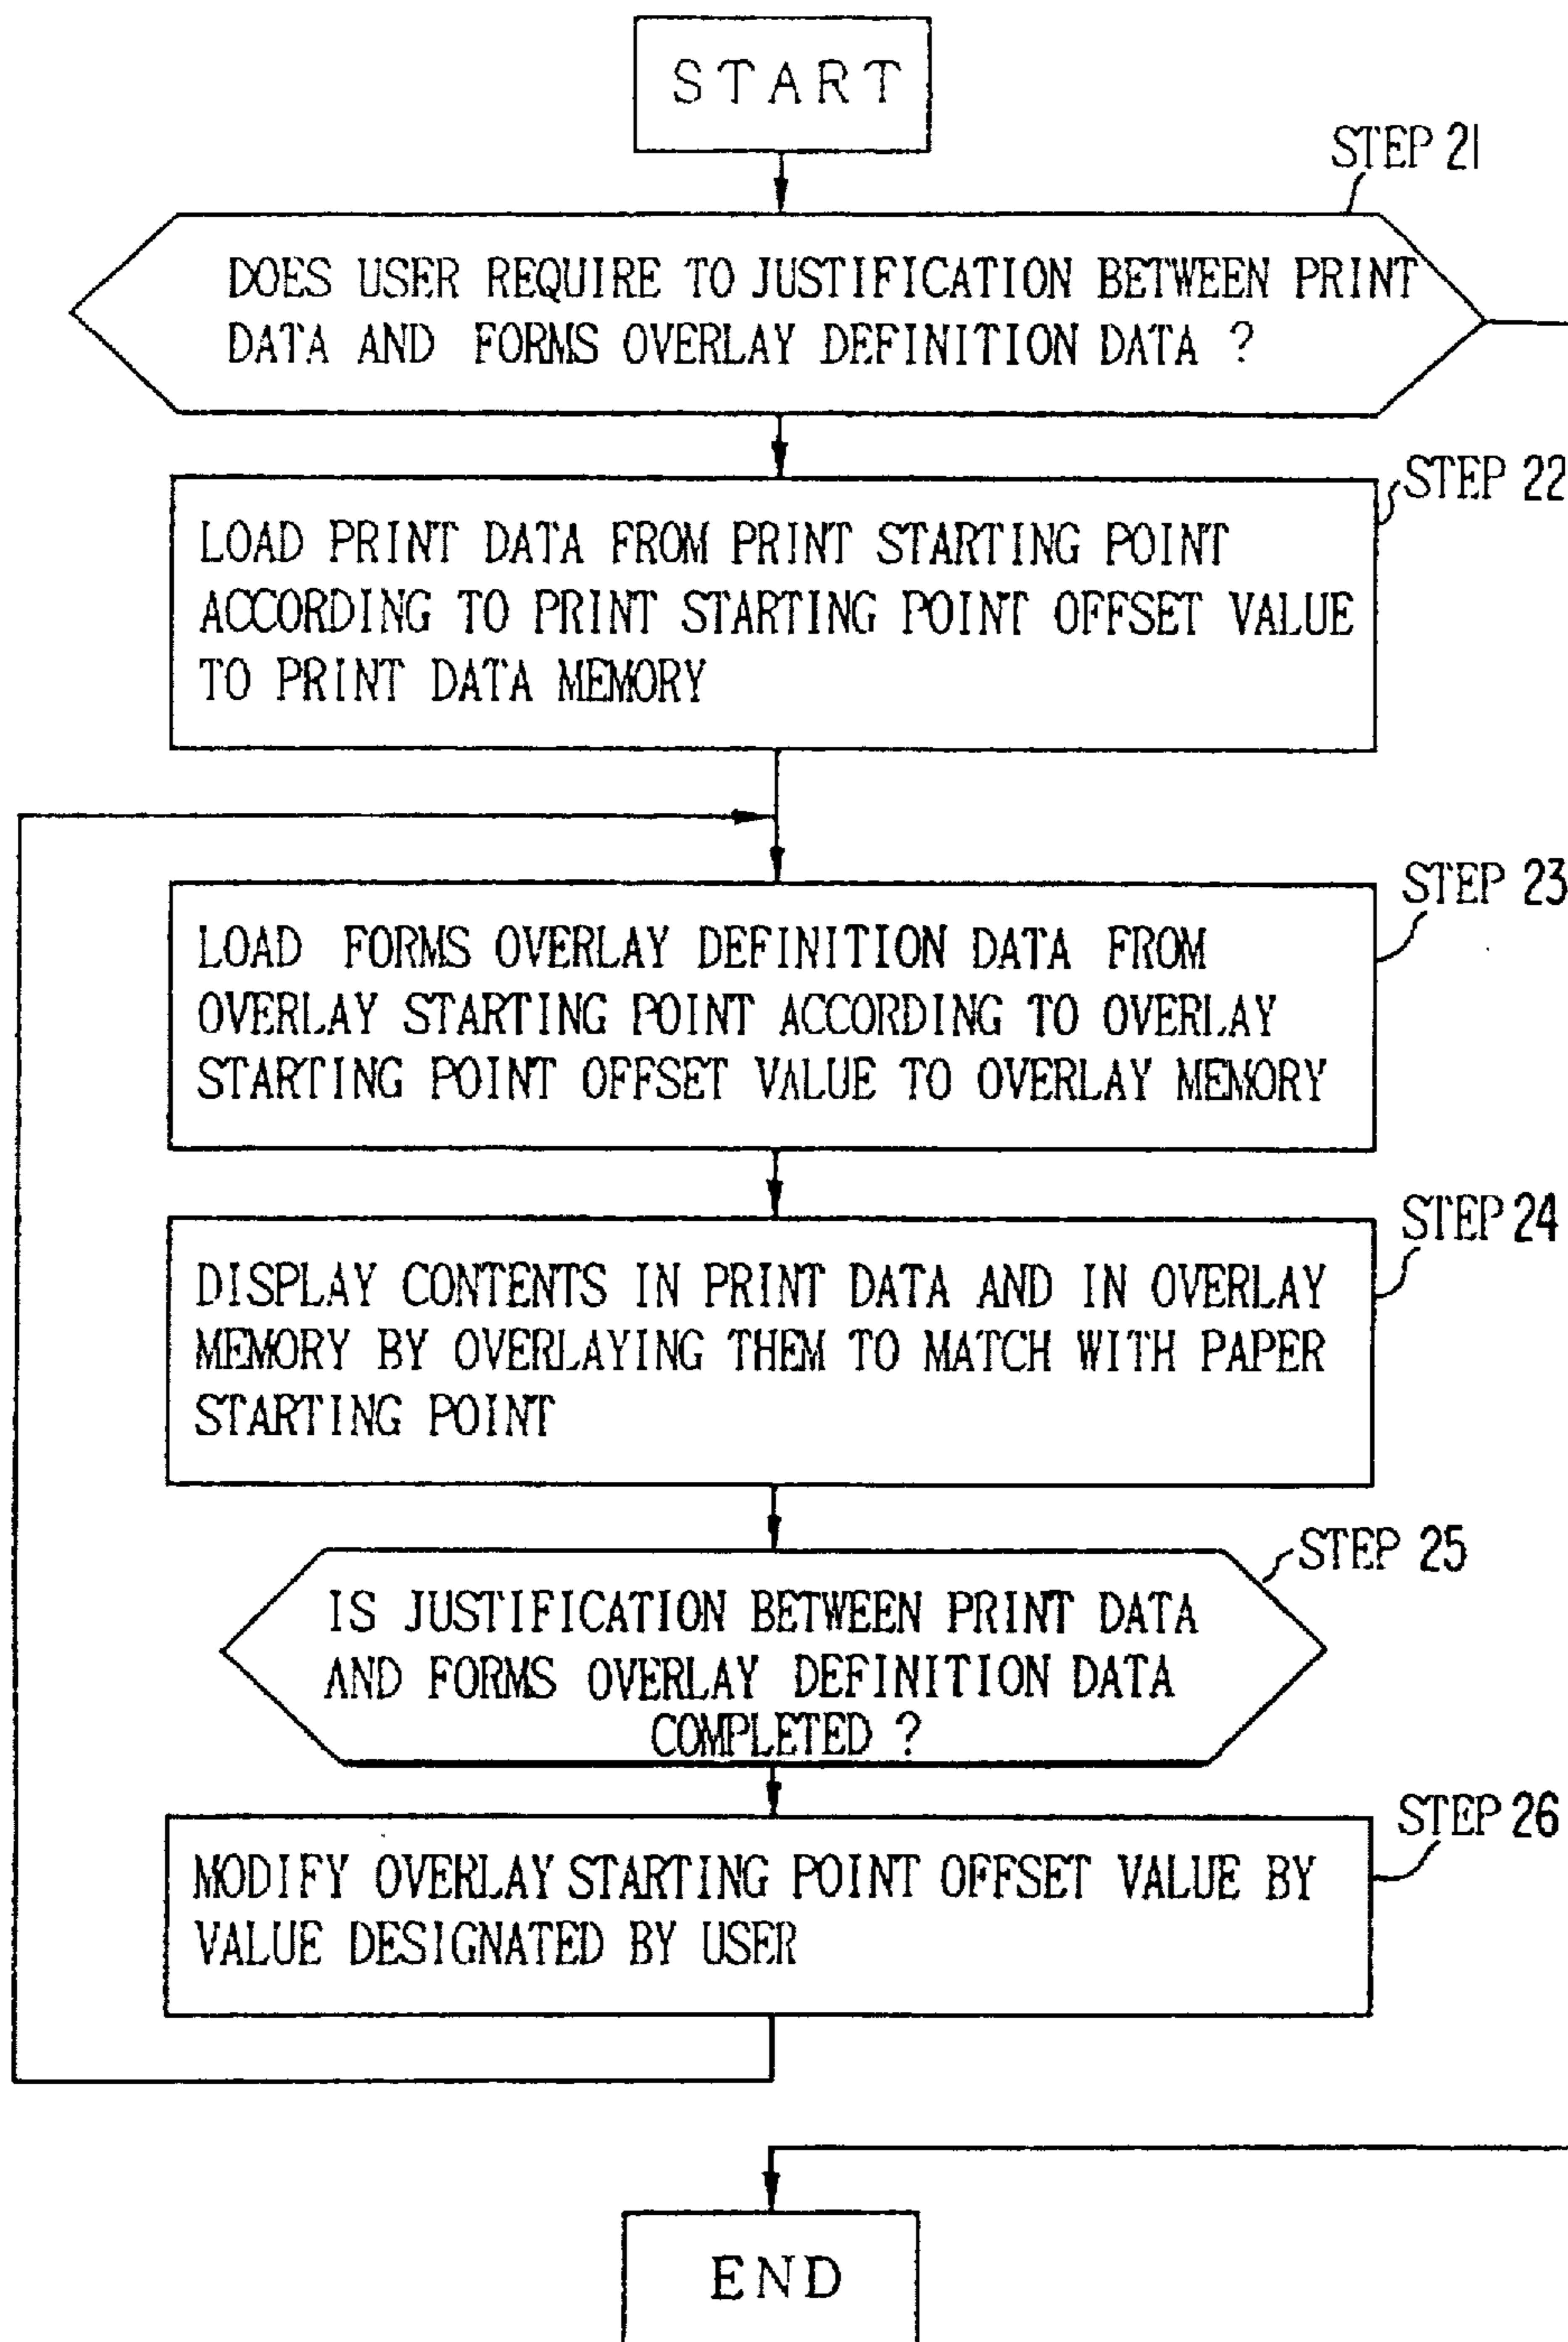 START
STEP 21
DOES USER REQUIRE TO JUSTIFICATION BETWEEN PRINT
DATA AND FORMS OVERLAY DEFINITION DATA ?
STEP 22
LOAD PRINT DATA FROM PRINT STARTING POINT
ACCORDING TO PRINT STARTING POINT OFFSET VALUE
TO PRINT DATA MEMORY
STEP 23
LOAD FORMS OVERLAY DEFINITION DATA FROM
OVERLAY STARTING POINT ACCORDING TO OVERLAY
STARTING POINT OFFSET VALUE TO OVERLAY MEMORY
STEP 24
DISPLAY CONTENTS IN PRINT DATA AND IN OVERLAY
MEMORY BY OVERLAYING THEM TO MATCH WITH PAPER
STARTING POINT
STEP 25
IS JUSTIFICATION BETWEEN PRINT DATA
AND FORMS OVERLAY DEFINITION DATA
COMPLETED ?
STEP 26
MODIFY OVERLAY STARTING POINT OFFSET VALUE BY
VALUE DESIGNATED BY USER
END